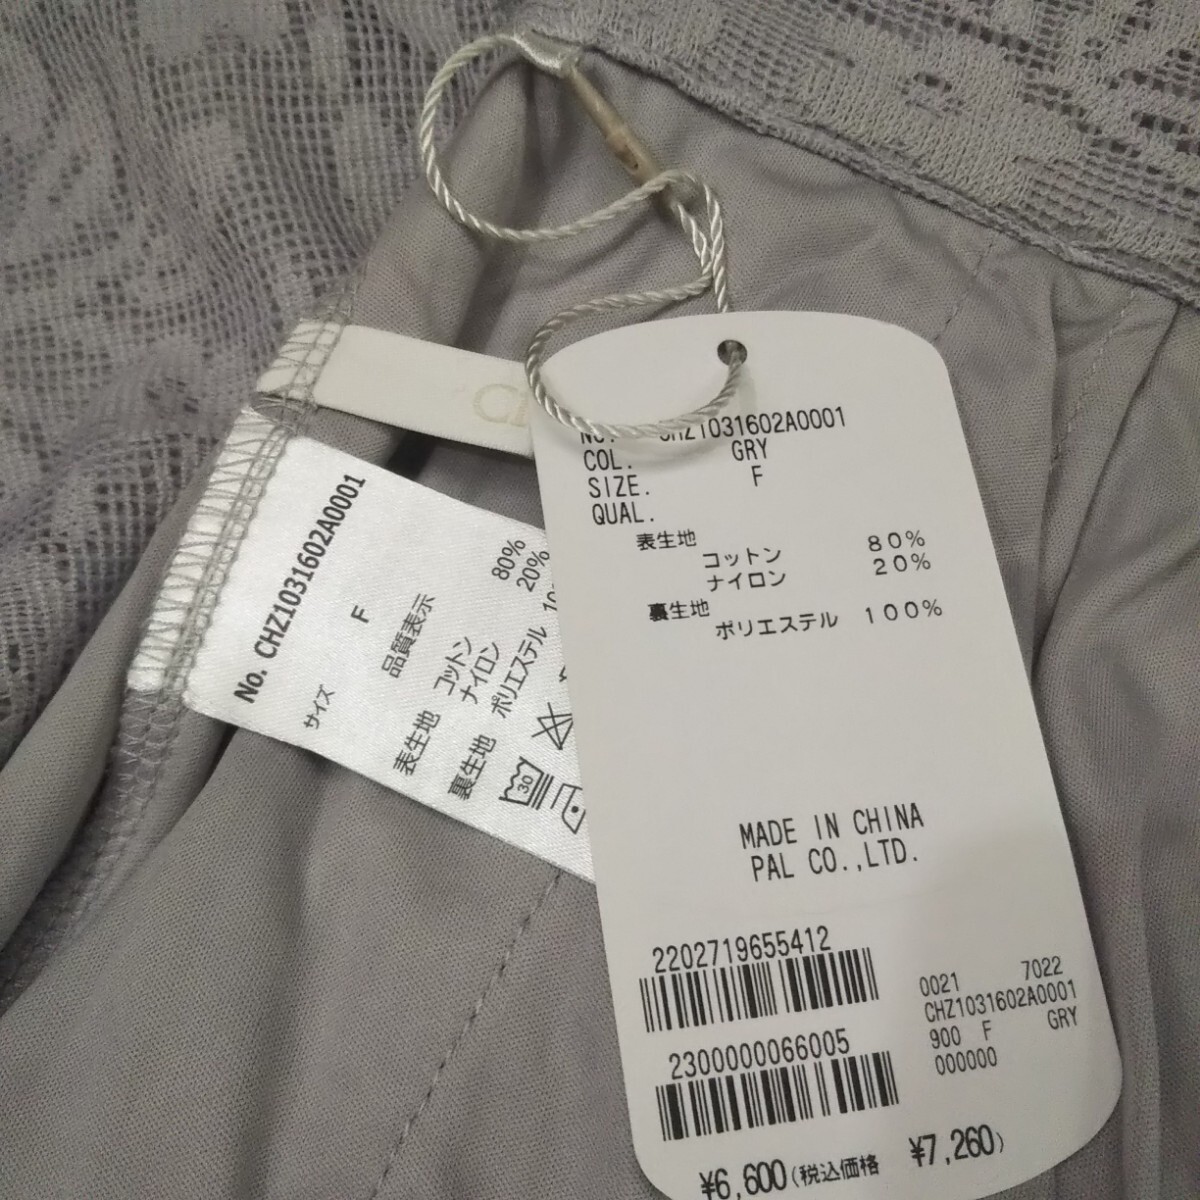 CHZ1031602A0001
COL. GRY
SIZE. F
QUAL.
表生地
コットン 80%
ナイロン 20%
裏生地
ポリエステル 100%
MADE IN CHINA
PAL CO.,LTD.
2202719655412
2300000066005
0021 7022
CHZ1031602A0001
900 F GRY
000000
¥6,600(税込価格 ¥7,260)
No. CHZ1031602A0001
サイズ F
品質表示
表生地 コットン 80%
ナイロン 20%
裏生地 ポリエステル
30